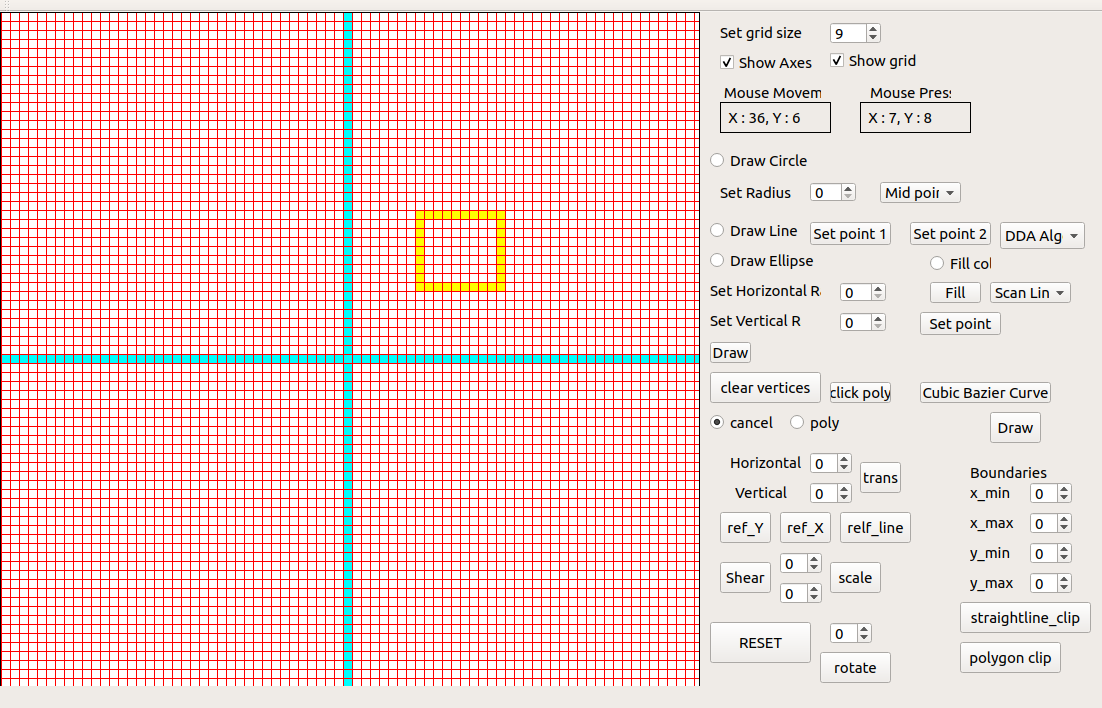 Set grid size 9
Show Axes Show grid
Mouse Movem Mouse Pres
X : 36, Y : 6 X : 7, Y : 8
Draw Circle
Set Radius 0 Mid poir
Draw Line Set point 1 Set point 2 DDA Alg
Draw Ellipse Fill col
Set Horizontal R 0 Fill Scan Lin
Set Vertical R 0 Set point
Draw
clear vertices click poly Cubic Bazier Curve
cancel poly Draw
Horizontal 0 trans Boundaries
Vertical 0 x_min 0
ref_Y ref_X relf_line x_max 0
Shear 0 scale y_min 0
0 y_max 0
straightline_clip
RESET 0 polygon clip
rotate